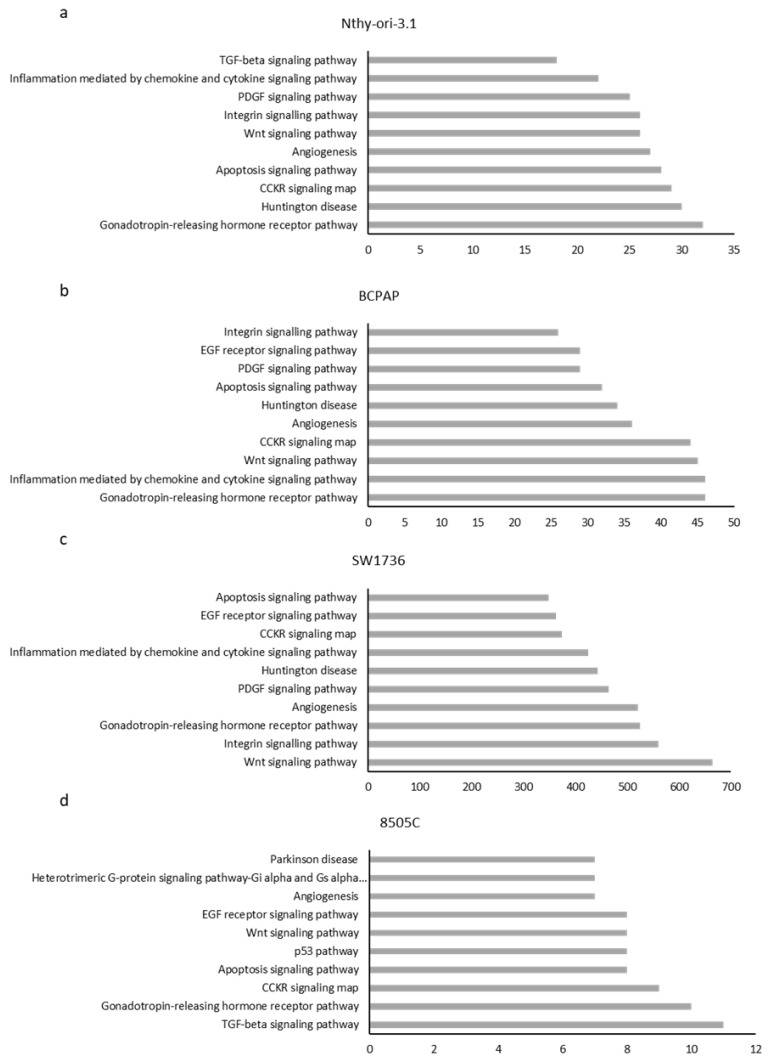 a
Nthy-ori-3.1
TGF-beta signaling pathway
Inflammation mediated by chemokine and cytokine signaling pathway
PDGF signaling pathway
Integrin signalling pathway
Wnt signaling pathway
Angiogenesis
Apoptosis signaling pathway
CCKR signaling map
Huntington disease
Gonadotropin-releasing hormone receptor pathway
0 5 10 15 20 25 30 35
b
BCPAP
Integrin signalling pathway
EGF receptor signaling pathway
PDGF signaling pathway
Apoptosis signaling pathway
Huntington disease
Angiogenesis
CCKR signaling map
Wnt signaling pathway
Inflammation mediated by chemokine and cytokine signaling pathway
Gonadotropin-releasing hormone receptor pathway
0 5 10 15 20 25 30 35 40 45 50
c
SW1736
Apoptosis signaling pathway
EGF receptor signaling pathway
CCKR signaling map
Inflammation mediated by chemokine and cytokine signaling pathway
Huntington disease
PDGF signaling pathway
Angiogenesis
Gonadotropin-releasing hormone receptor pathway
Integrin signalling pathway
Wnt signaling pathway
0 100 200 300 400 500 600 700
d
8505C
Parkinson disease
Heterotrimeric G-protein signaling pathway-Gi alpha and Gs alpha...
Angiogenesis
EGF receptor signaling pathway
Wnt signaling pathway
p53 pathway
Apoptosis signaling pathway
CCKR signaling map
Gonadotropin-releasing hormone receptor pathway
TGF-beta signaling pathway
0 2 4 6 8 10 12